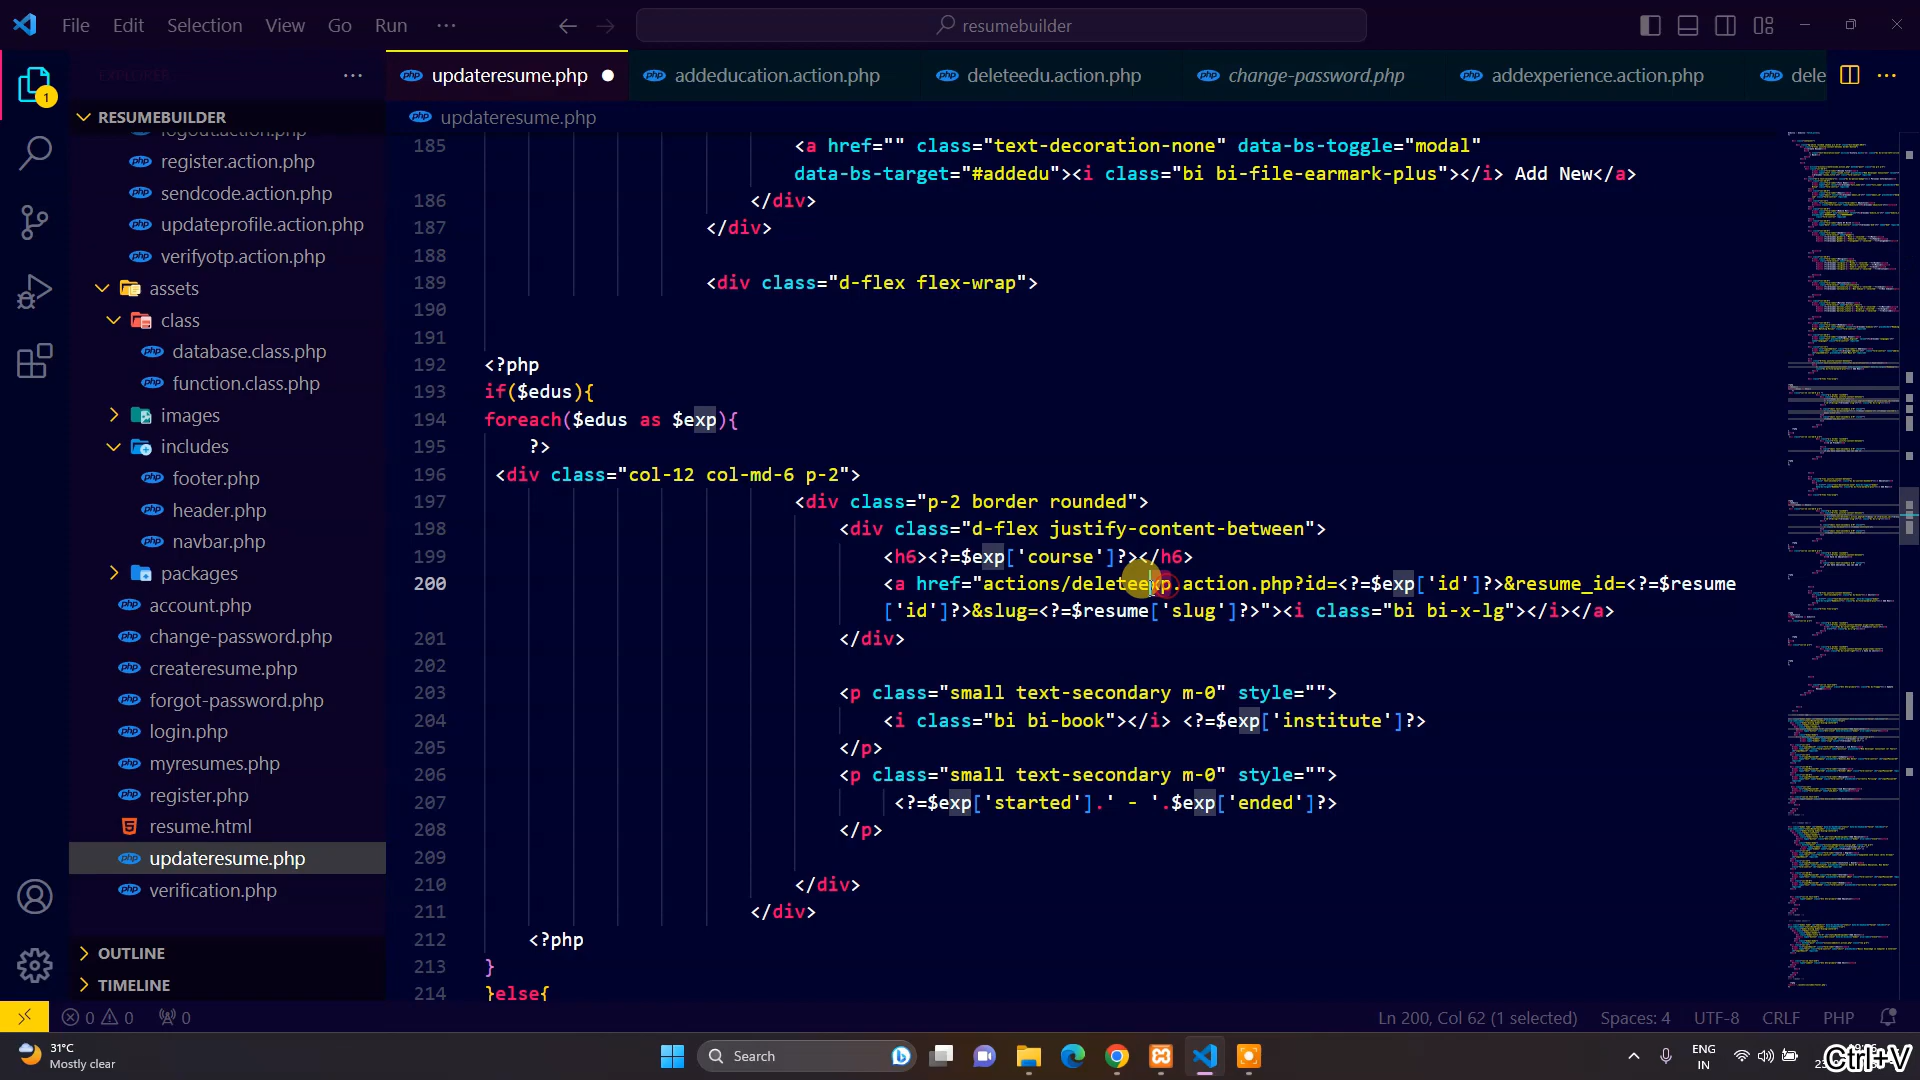 File Edit Selection View Go Run ··· resumebuilder
EXPLORER ···
updateresume.php addeducation.action.php deleteedu.action.php change-password.php addexperience.action.php dele
RESUMEBUILDER
updateresume.php
logout.action.php
register.action.php
sendcode.action.php
updateprofile.action.php
verifyotp.action.php
assets
class
database.class.php
function.class.php
images
includes
footer.php
header.php
navbar.php
packages
account.php
change-password.php
createresume.php
forgot-password.php
login.php
myresumes.php
register.php
resume.html
updateresume.php
verification.php
OUTLINE
TIMELINE
1
185 <a href="" class="text-decoration-none" data-bs-toggle="modal"
data-bs-target="#addedu"><i class="bi bi-file-earmark-plus"></i> Add New</a>
186 </div>
187 </div>
188
189 <div class="d-flex flex-wrap">
190
191
192 <?php
193 if($edus){
194 foreach($edus as $exp){
195 ?>
196 <div class="col-12 col-md-6 p-2">
197 <div class="p-2 border rounded">
198 <div class="d-flex justify-content-between">
199 <h6><?=$exp['course']?></h6>
200 <a href="actions/deleteexp.action.php?id=<?=$exp['id']?>&resume_id=<?=$resume
['id']?>&slug=<?=$resume['slug']?>"><i class="bi bi-x-lg"></i></a>
201 </div>
202
203 <p class="small text-secondary m-0" style="">
204 <i class="bi bi-book"></i> <?=$exp['institute']?>
205 </p>
206 <p class="small text-secondary m-0" style="">
207 <?=$exp['started'].' - '.$exp['ended']?>
208 </p>
209
210 </div>
211 </div>
212 <?php
213 }
214 }else{
0 0 0 Ln 200, Col 62 (1 selected) Spaces: 4 UTF-8 CRLF PHP
31°C
Mostly clear
Search
ENG
IN
Ctrl+V